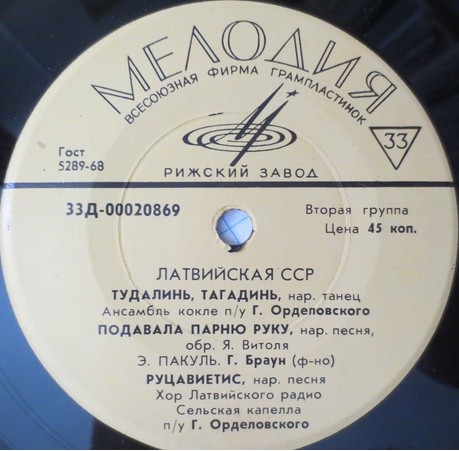 МЕЛОДИЯ
ВСЕСОЮЗНАЯ ФИРМА ГРАМПЛАСТИНОК
33
Гост
5289-68
РИЖСКИЙ ЗАВОД
33Д-00020869
Вторая группа
Цена 45 коп.
ЛАТВИЙСКАЯ ССР
ТУДАЛИНЬ, ТАГАДИНЬ, нар. танец
Ансамбль кокле п/у Г. Орделовского
ПОДАВАЛА ПАРНЮ РУКУ, нар. песня,
обр. Я. Витоля
Э. ПАКУЛЬ. Г. Браун (ф-но)
РУЦАВИЕТИС, нар. песня
Хор Латвийского радио
Сельская капелла
п/у Г. Орделовского